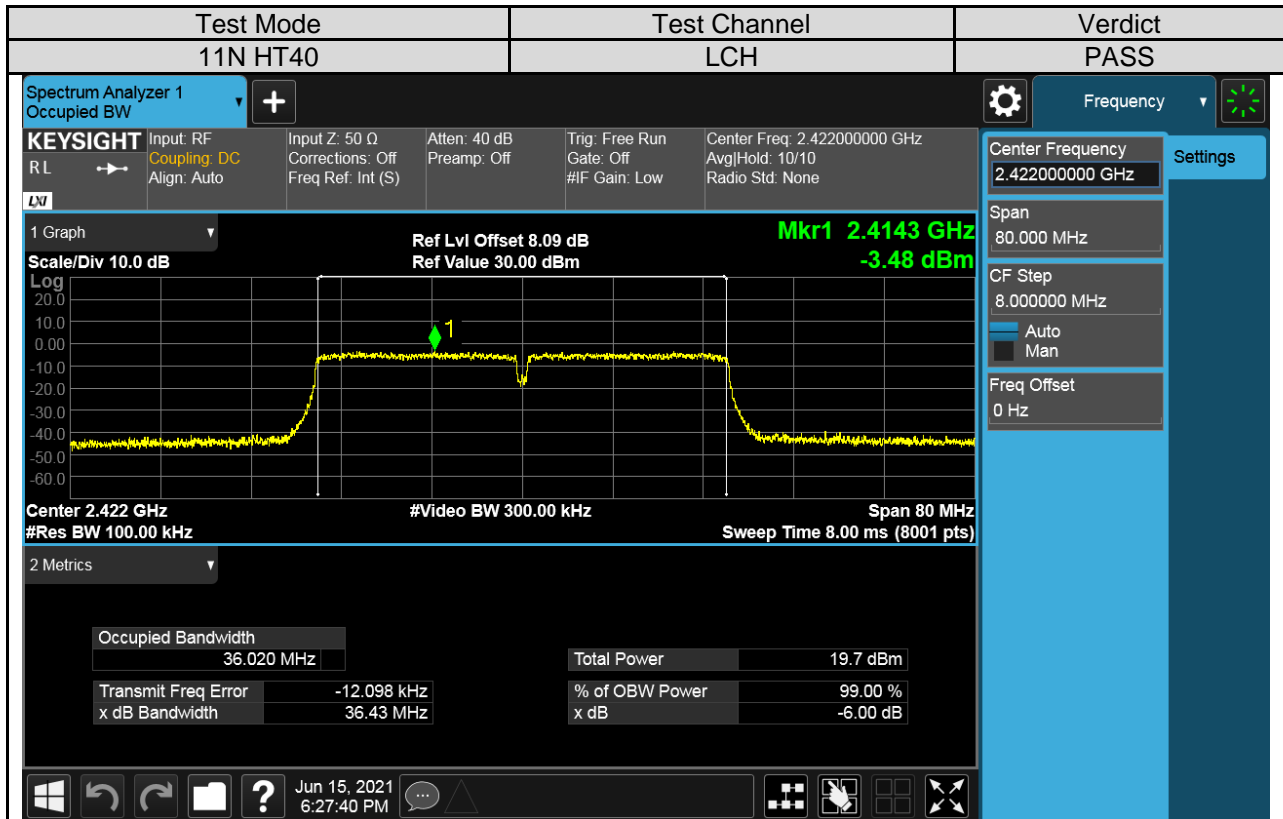 Test Mode Test Channel Verdict
11N HT40 LCH PASS
Spectrum Analyzer 1
Occupied BW
+
Frequency
KEYSIGHT Input: RF Input Z: 50 Ω Atten: 40 dB Trig: Free Run Center Freq: 2.422000000 GHz
Coupling: DC Corrections: Off Preamp: Off Gate: Off Avg|Hold: 10/10
RL Align: Auto Freq Ref: Int (S) #IF Gain: Low Radio Std: None
LXI
Center Frequency
2.422000000 GHz
Settings
Span
80.000 MHz
CF Step
8.000000 MHz
Auto
Man
Freq Offset
0 Hz
1 Graph Ref Lvl Offset 8.09 dB Mkr1 2.4143 GHz
Scale/Div 10.0 dB Ref Value 30.00 dBm -3.48 dBm
Log
20.0
10.0
1
0.00
-10.0
-20.0
-30.0
-40.0
-50.0
-60.0
Center 2.422 GHz #Video BW 300.00 kHz Span 80 MHz
#Res BW 100.00 kHz Sweep Time 8.00 ms (8001 pts)
2 Metrics
Occupied Bandwidth
36.020 MHz Total Power 19.7 dBm
Transmit Freq Error -12.098 kHz % of OBW Power 99.00 %
x dB Bandwidth 36.43 MHz x dB -6.00 dB
? Jun 15, 2021
6:27:40 PM